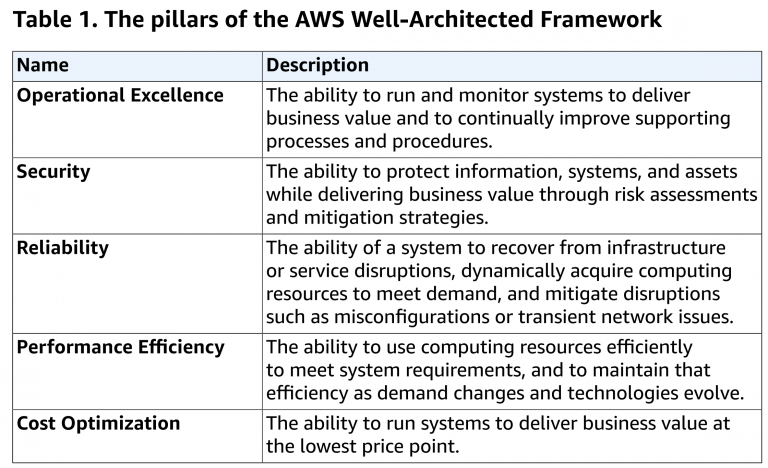 Table 1. The pillars of the AWS Well-Architected Framework
Name Description
Operational Excellence The ability to run and monitor systems to deliver
business value and to continually improve supporting
processes and procedures.
Security The ability to protect information, systems, and assets
while delivering business value through risk assessments
and mitigation strategies.
Reliability The ability of a system to recover from infrastructure
or service disruptions, dynamically acquire computing
resources to meet demand, and mitigate disruptions
such as misconfigurations or transient network issues.
Performance Efficiency The ability to use computing resources efficiently
to meet system requirements, and to maintain that
efficiency as demand changes and technologies evolve.
Cost Optimization The ability to run systems to deliver business value at
the lowest price point.